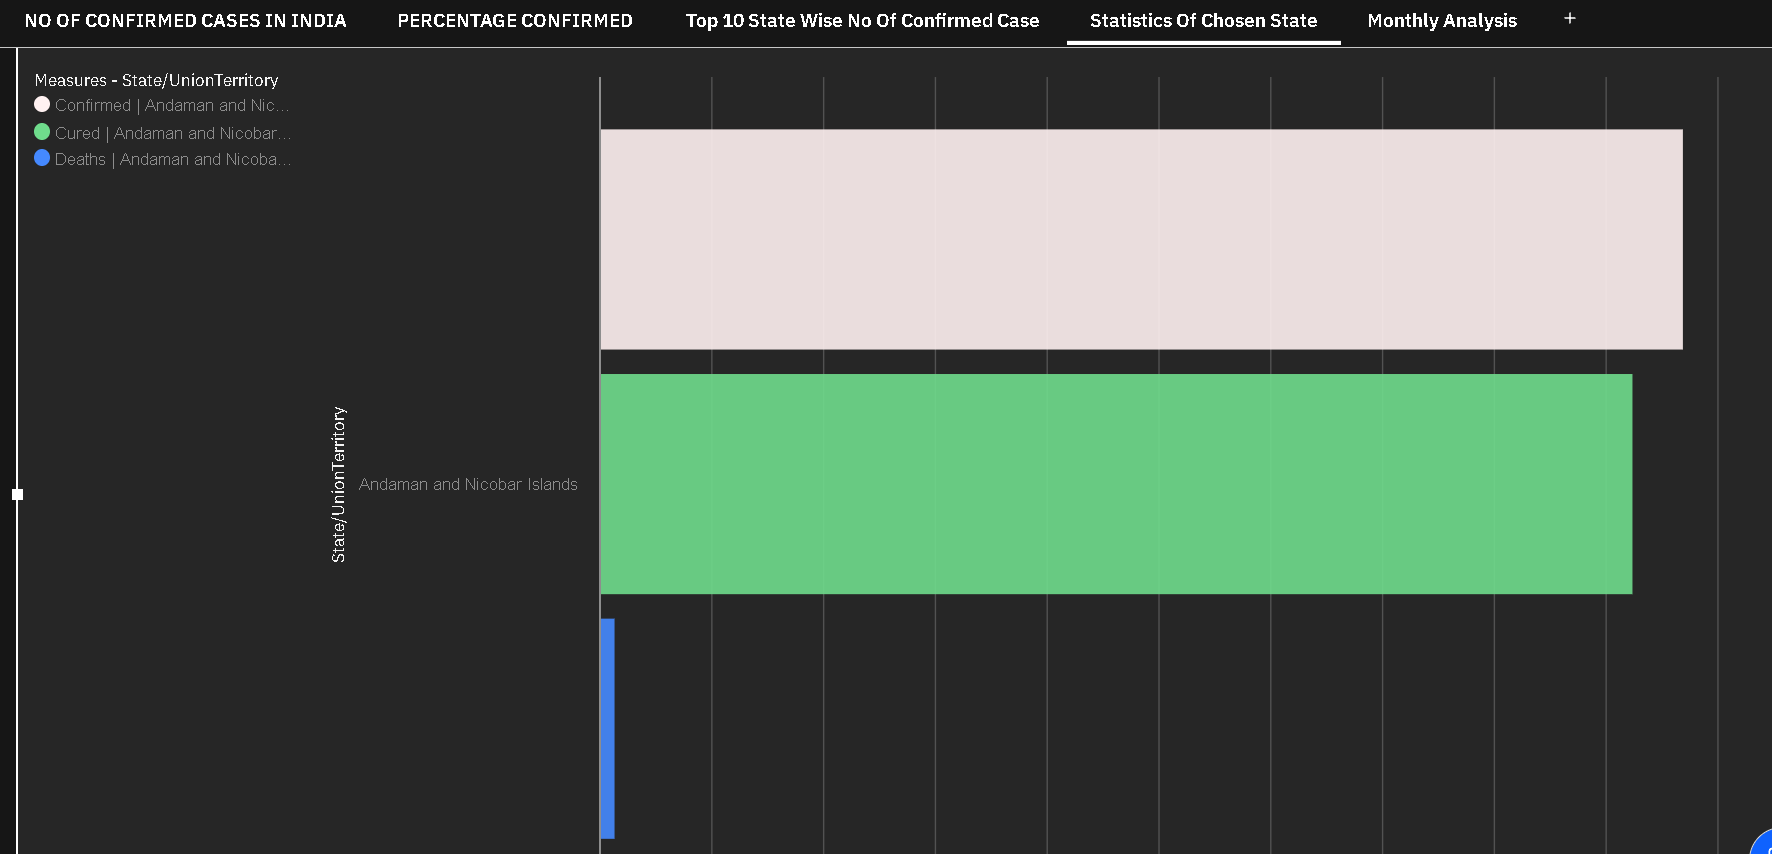 NO OF CONFIRMED CASES IN INDIA PERCENTAGE CONFIRMED Top 10 State Wise No Of Confirmed Case Statistics Of Chosen State Monthly Analysis +
Measures - State/UnionTerritory
Confirmed | Andaman and Nic...
Cured | Andaman and Nicobar...
Deaths | Andaman and Nicoba...
State/UnionTerritory
Andaman and Nicobar Islands